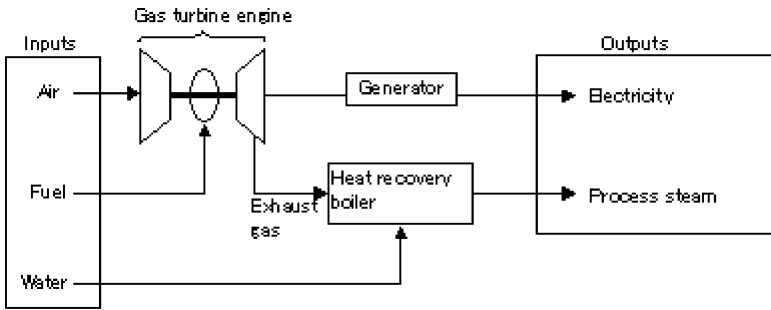 Gas turbine engine
Inputs
Outputs
Air
Generator
Electricity
Fuel
Exhaust
gas
Heat recovery
boiler
Process steam
Water